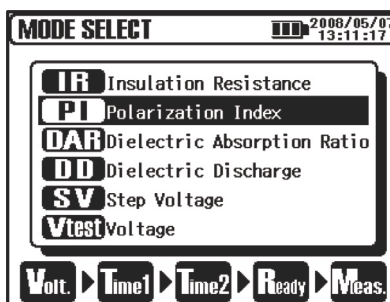 MODE SELECT 2008/05/07
13:11:17
IR Insulation Resistance
PI Polarization Index
DAR Dielectric Absorption Ratio
DD Dielectric Discharge
SV Step Voltage
Vtest Voltage
Volt. Time1 Time2 Ready Meas.